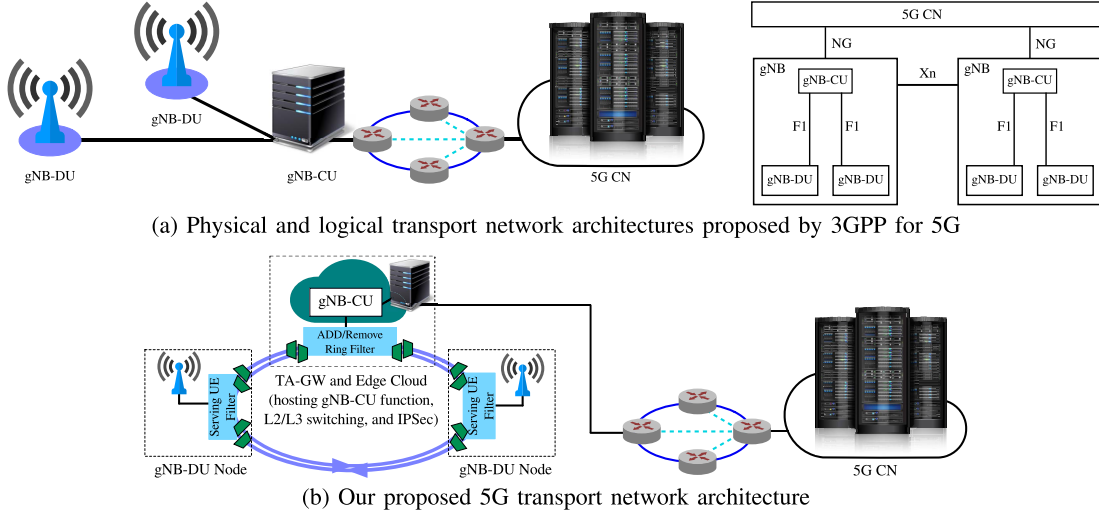 5G CN
NG
NG
gNB
gNB
gNB-CU
Xn
gNB-CU
F1
F1
F1
F1
gNB-DU
gNB-DU
gNB-DU
gNB-DU
gNB-DU
gNB-DU
gNB-CU
5G CN
(a) Physical and logical transport network architectures proposed by 3GPP for 5G
gNB-CU
ADD/Remove
Ring Filter
TA-GW and Edge Cloud
(hosting gNB-CU function,
L2/L3 switching, and IPSec)
Serving UE
Filter
Serving UE
Filter
gNB-DU Node
gNB-DU Node
5G CN
(b) Our proposed 5G transport network architecture